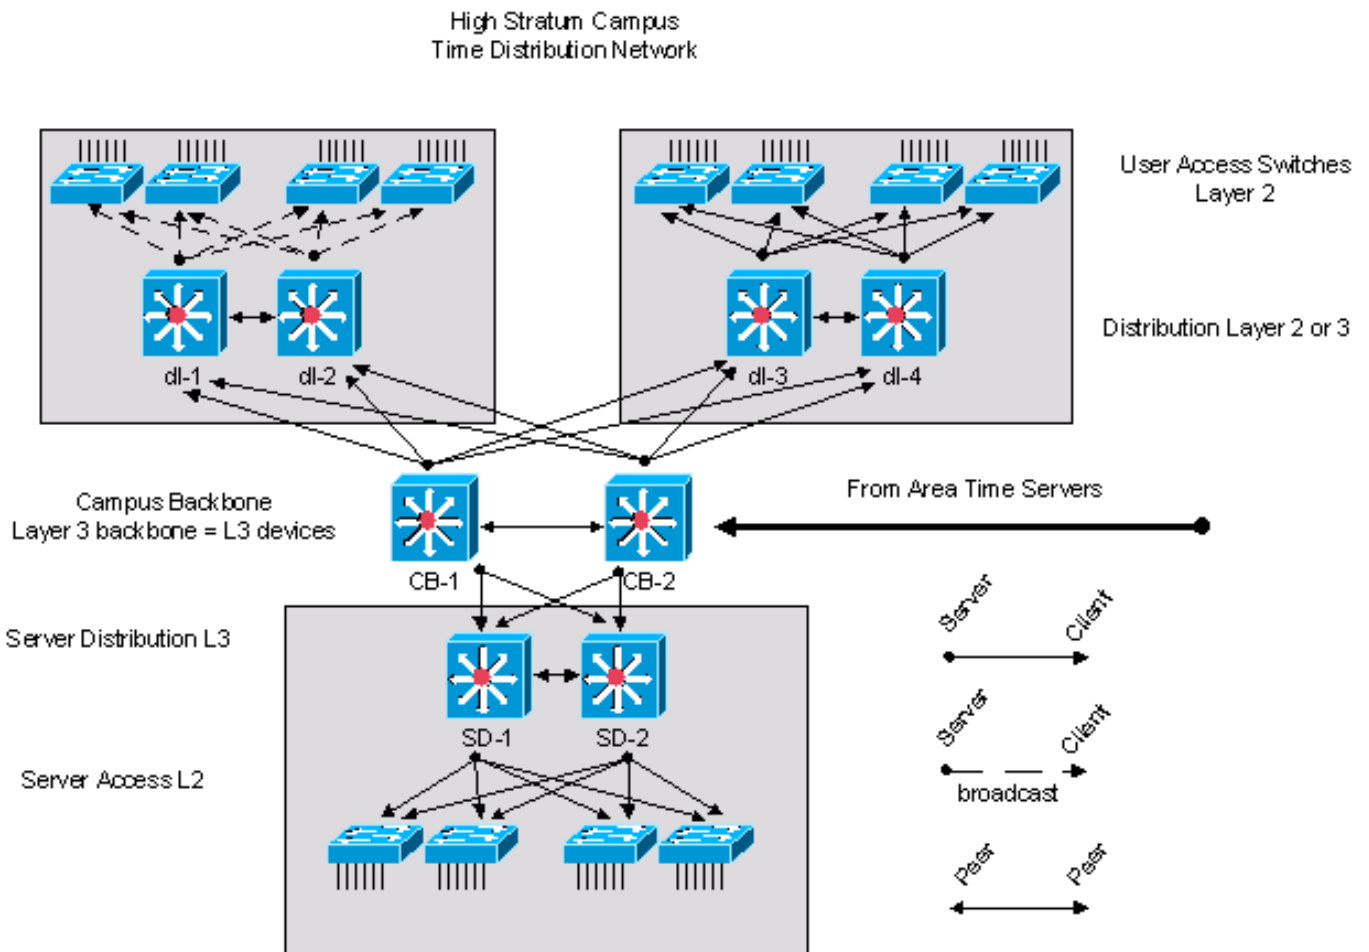 High Stratum Campus
Time Distribution Network
User Access Switches
Layer 2
Distribution Layer 2 or 3
dl-1
dl-2
dl-3
dl-4
Campus Backbone
Layer 3 backbone = L3 devices
From Area Time Servers
CB-1
CB-2
Server
Client
Server Distribution L3
SD-1
SD-2
Server
Client
broadcast
Server Access L2
Peer
Peer